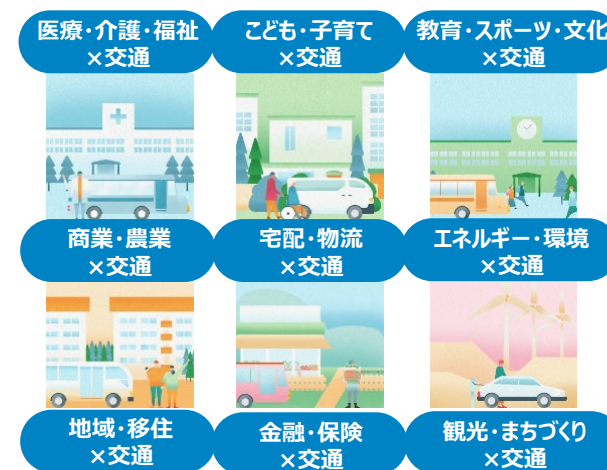 医療・介護・福祉
×交通
こども・子育て
×交通
教育・スポーツ・文化
×交通
商業・農業
×交通
宅配・物流
×交通
エネルギー・環境
×交通
地域・移住
×交通
金融・保険
×交通
観光・まちづくり
×交通